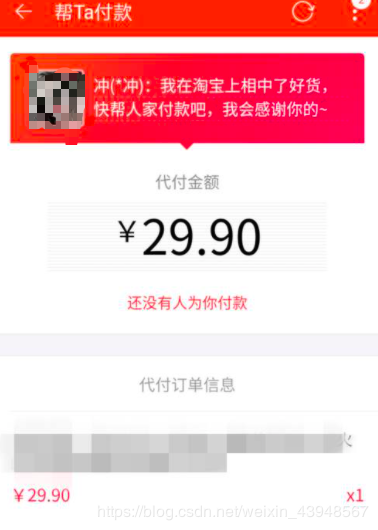 帮Ta付款
2
冲(*冲)：我在淘宝上相中了好货，
快帮人家付款吧，我会感谢你的~
代付金额
¥29.90
还没有人为你付款
代付订单信息
火
¥29.90 x1
https://blog.csdn.net/weixin_43948567